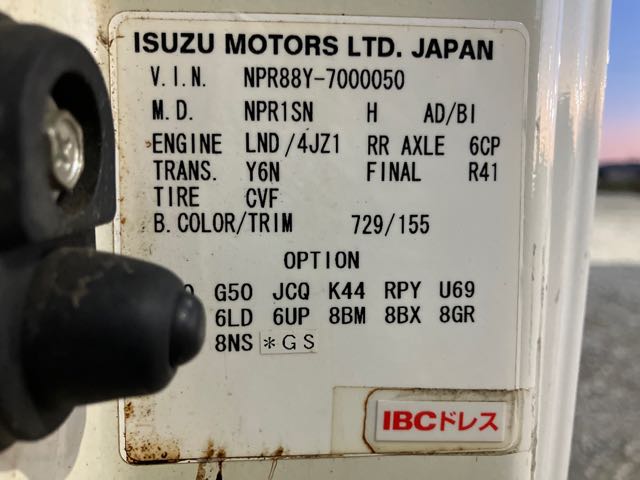 ISUZU MOTORS LTD. JAPAN
V.I.N. NPR88Y-7000050
M.D. NPR1SN H AD/BI
ENGINE LND/4JZ1 RR AXLE 6CP
TRANS. Y6N FINAL R41
TIRE CVF
B.COLOR/TRIM 729/155
OPTION
G50 JCQ K44 RPY U69
6LD 6UP 8BM 8BX 8GR
8NS *GS
IBCドレス